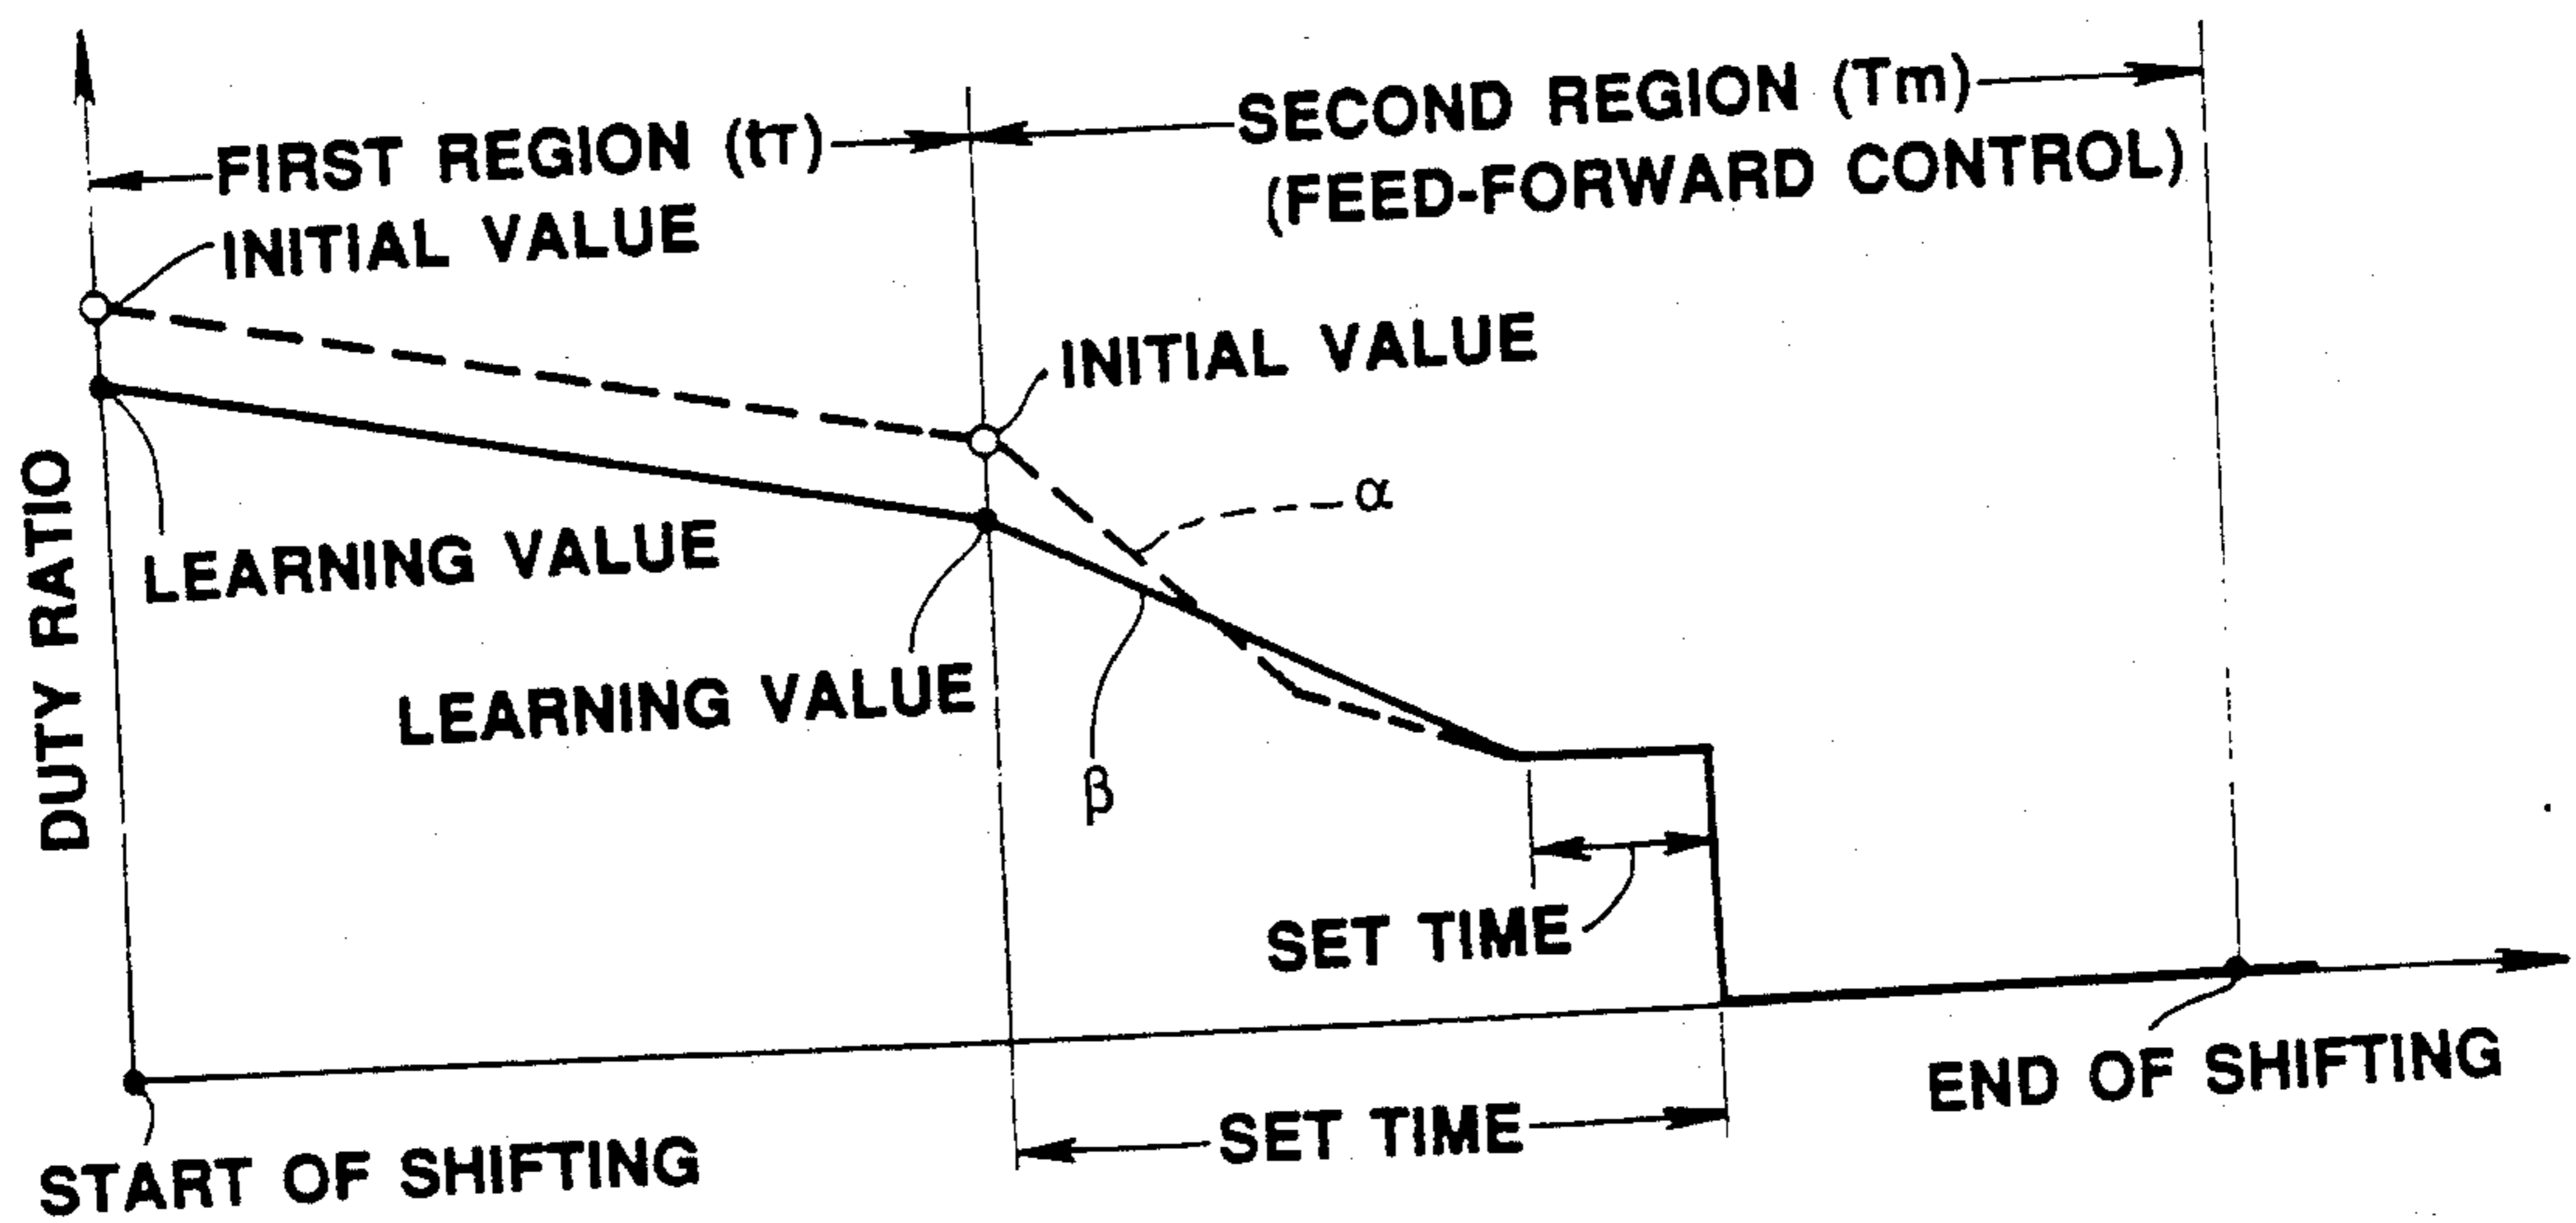 FIRST REGION (tT)
SECOND REGION (Tm)
(FEED-FORWARD CONTROL)
INITIAL VALUE
INITIAL VALUE
α
LEARNING VALUE
LEARNING VALUE
β
DUTY RATIO
SET TIME
SET TIME
START OF SHIFTING
END OF SHIFTING